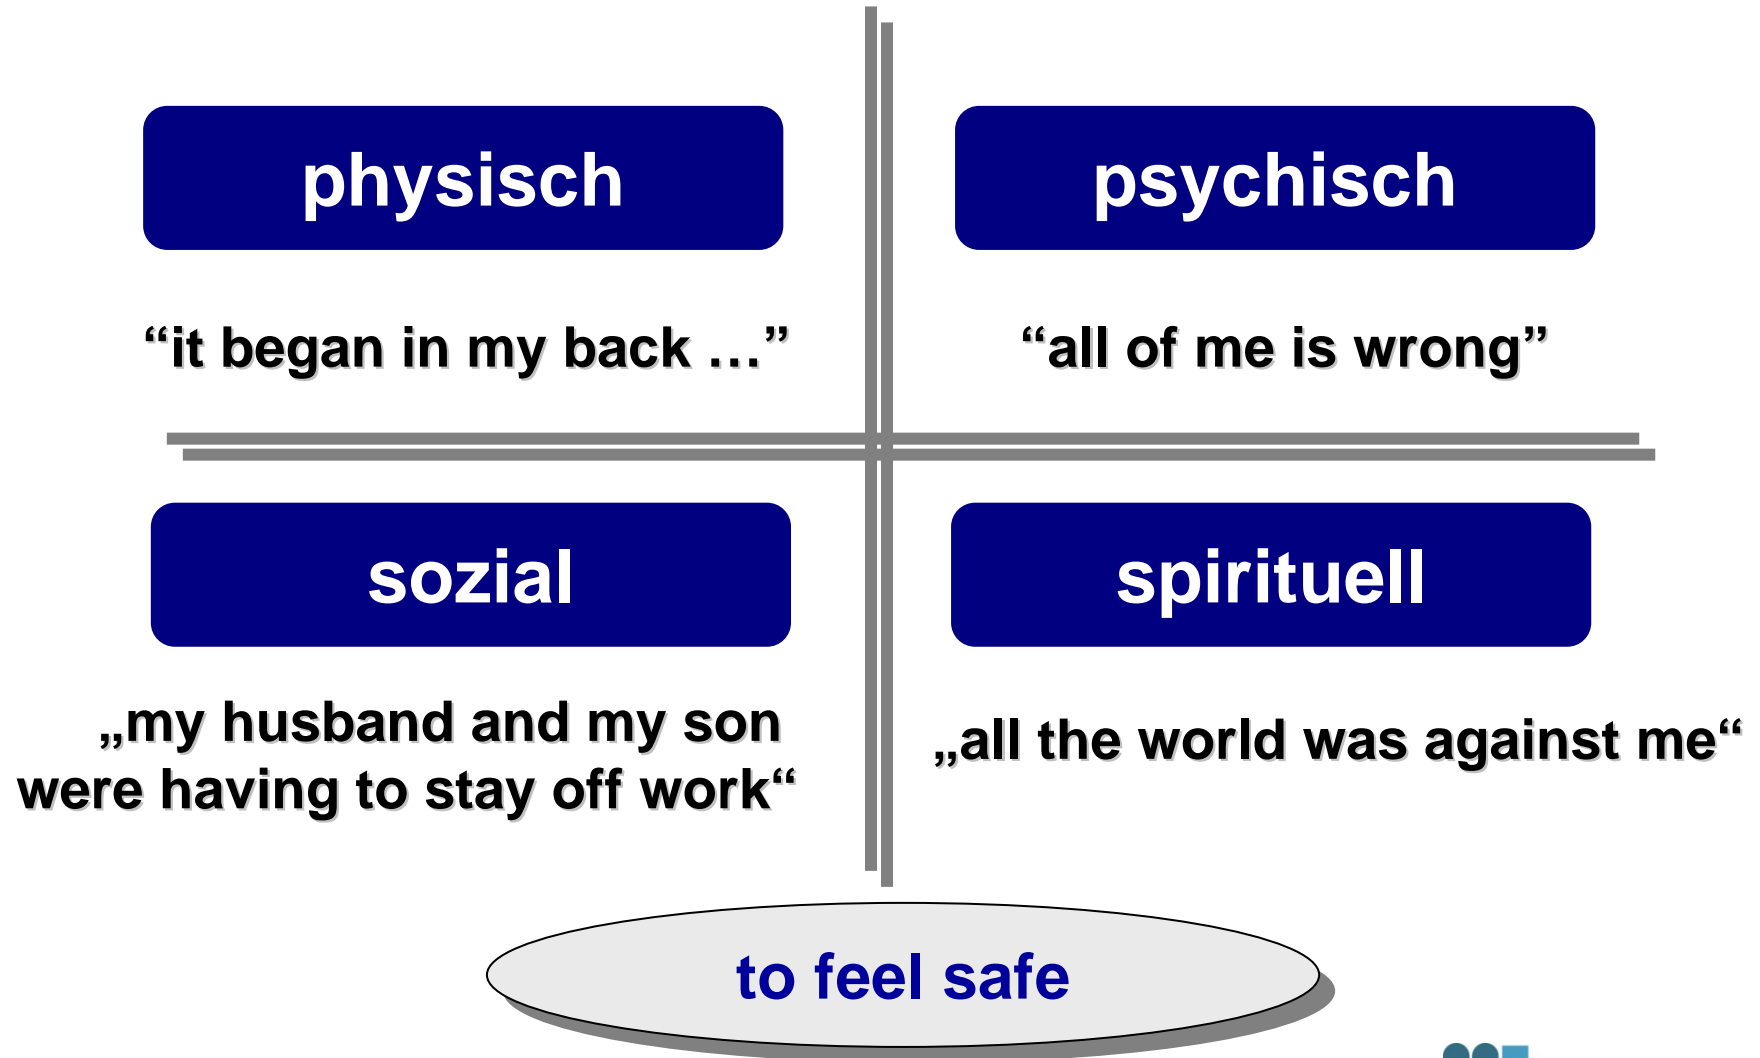 physisch
psychisch
“it began in my back …”
“all of me is wrong”
sozial
spirituell
„my husband and my son
were having to stay off work“
„all the world was against me“
to feel safe